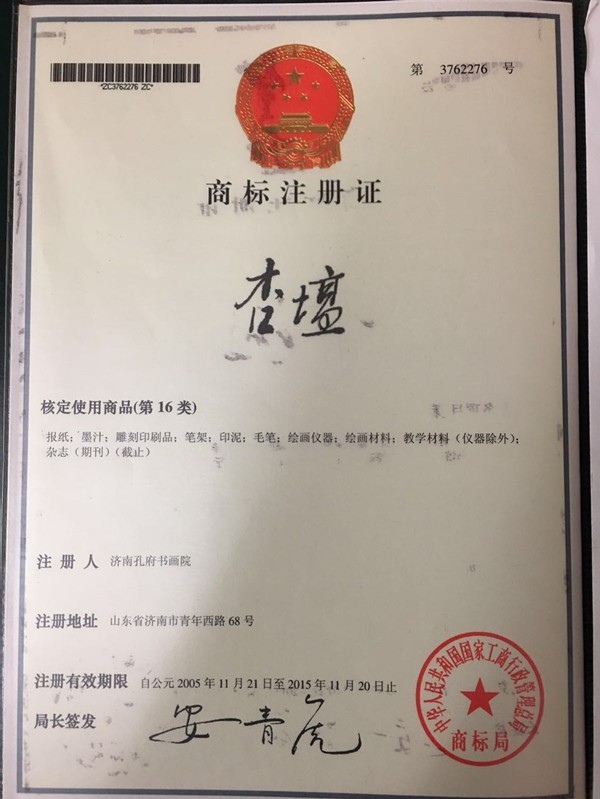 *ZC3762276 ZC*
第 3762276 号
商标注册证
杏坛
核定使用商品(第 16 类)
报纸；墨汁；雕刻印刷品；笔架；印泥；毛笔；绘画仪器；绘画材料；教学材料（仪器除外）；
杂志（期刊）（截止）
注 册 人 济南孔府书画院
注册地址 山东省济南市青年西路 68 号
注册有效期限 自公元 2005 年 11 月 21 日至 2015 年 11 月 20 日止
局长签发 安青虎
中华人民共和国国家工商行政管理总局
商标局